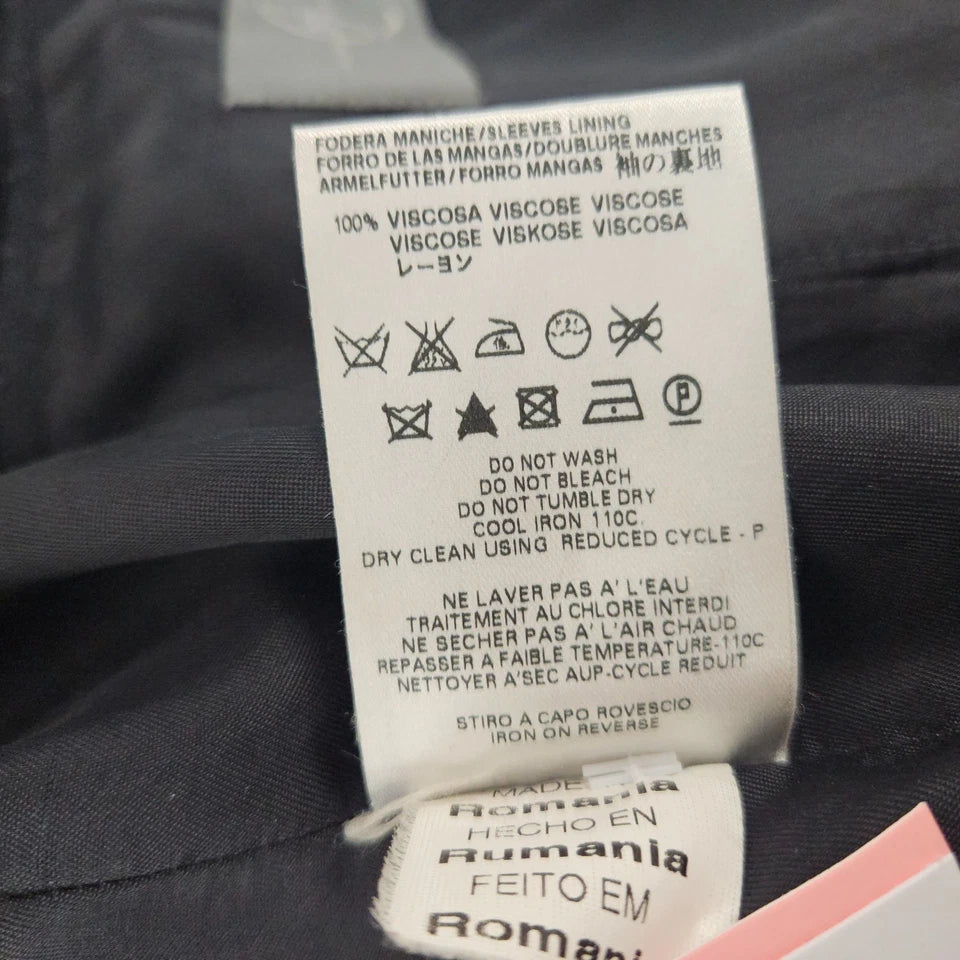 FODERA MANICHE/SLEEVES LINING
FORRO DE LAS MANGAS/DOUBLURE MANCHES
ARMELFUTTER/FORRO MANGAS 袖の裏地
100% VISCOSA VISCOSE VISCOSE
VISCOSE VISKOSE VISCOSA
レーヨン
P
DO NOT WASH
DO NOT BLEACH
DO NOT TUMBLE DRY
COOL IRON 110C.
DRY CLEAN USING REDUCED CYCLE - P
NE LAVER PAS A' L'EAU
TRAITEMENT AU CHLORE INTERDI
NE SECHER PAS A' L'AIR CHAUD
REPASSER A FAIBLE TEMPERATURE-110C
NETTOYER A'SEC AUP-CYCLE REDUIT
STIRO A CAPO ROVESCIO
IRON ON REVERSE
MADE
Romania
HECHO EN
Rumania
FEITO EM